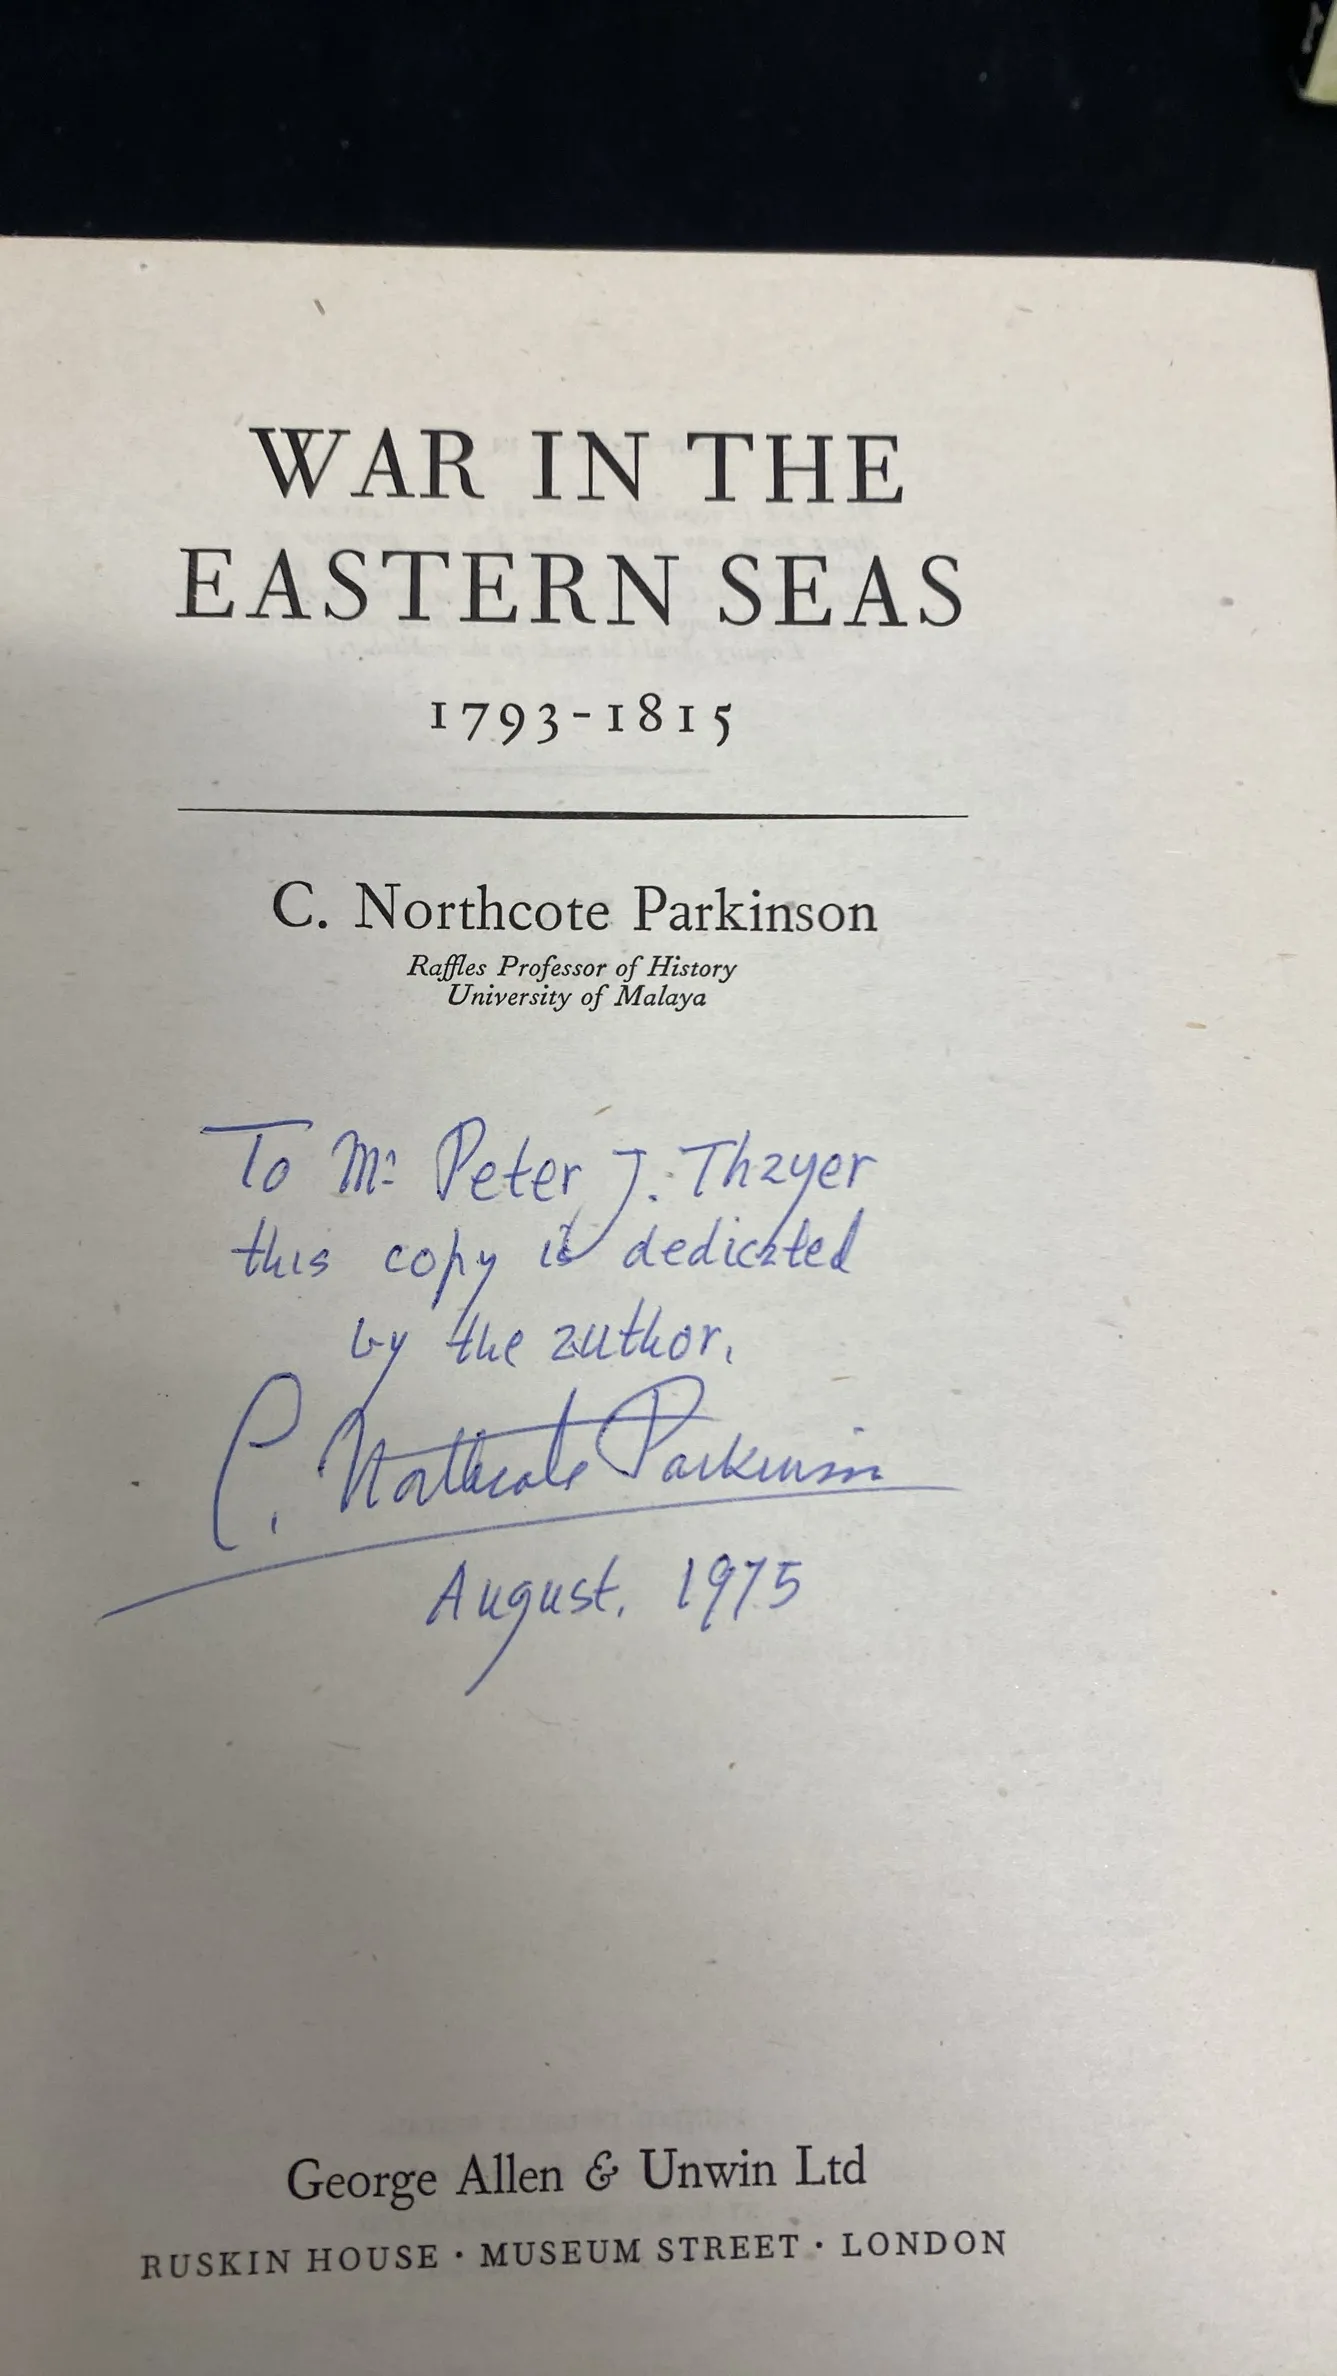 WAR IN THE
EASTERN SEAS
1793-1815
C. Northcote Parkinson
Raffles Professor of History
University of Malaya
To Mr Peter J. Thayer
this copy is dedicated
by the author.
C. Northcote Parkinson
August. 1975
George Allen & Unwin Ltd
RUSKIN HOUSE · MUSEUM STREET · LONDON